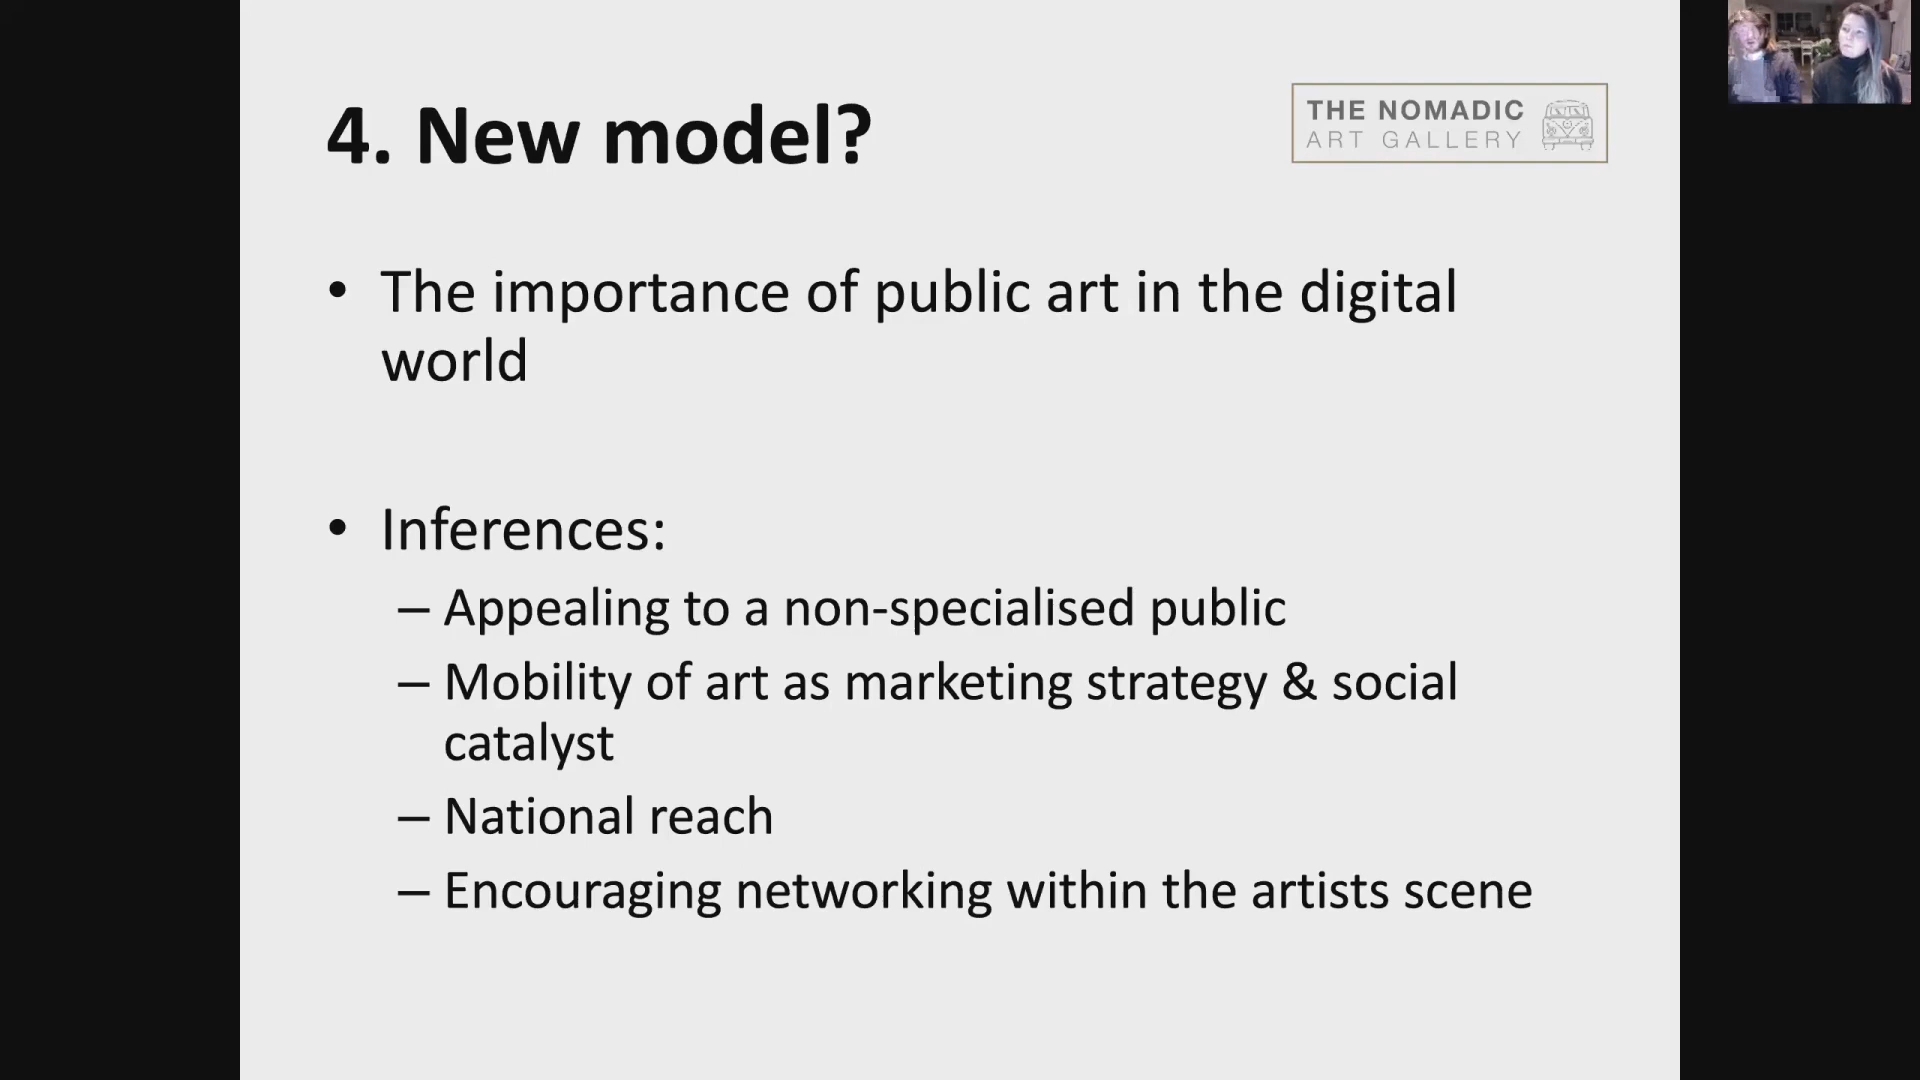 4. New model?
THE NOMADIC
ART GALLERY
• The importance of public art in the digital
world
• Inferences:
– Appealing to a non-specialised public
– Mobility of art as marketing strategy & social
catalyst
– National reach
– Encouraging networking within the artists scene